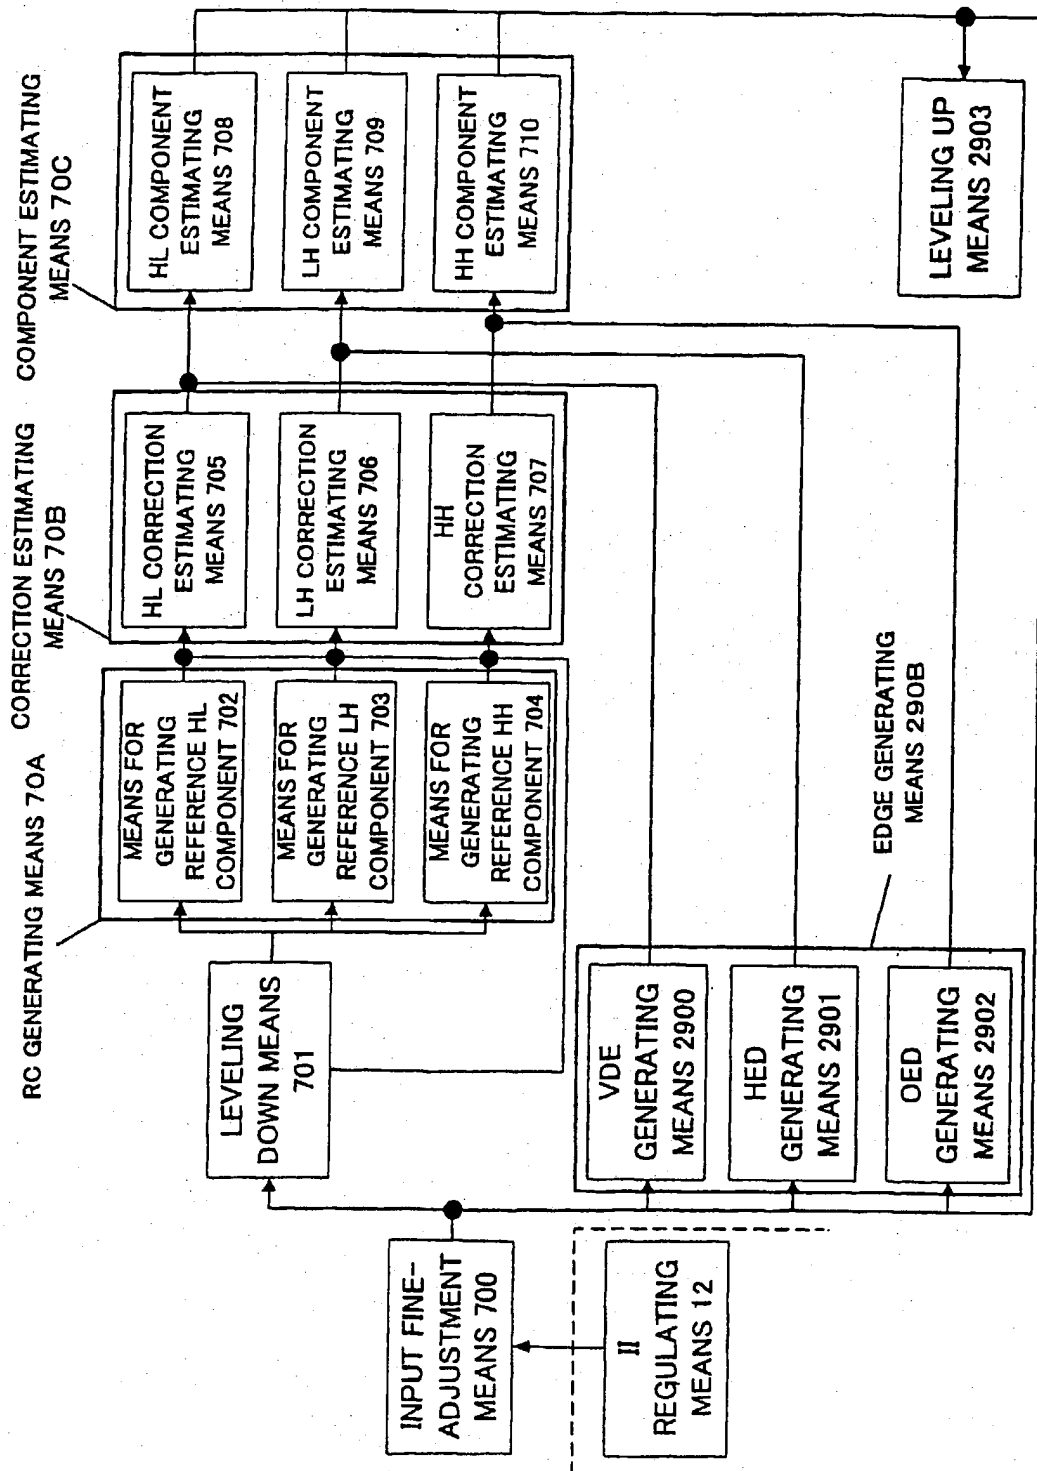 RC GENERATING MEANS 70A
CORRECTION ESTIMATING
MEANS 70B
COMPONENT ESTIMATING
MEANS 70C
MEANS FOR
GENERATING
REFERENCE HL
COMPONENT 702
HL CORRECTION
ESTIMATING
MEANS 705
HL COMPONENT
ESTIMATING
MEANS 708
LEVELING
DOWN MEANS
701
MEANS FOR
GENERATING
REFERENCE LH
COMPONENT 703
LH CORRECTION
ESTIMATING
MEANS 706
LH COMPONENT
ESTIMATING
MEANS 709
MEANS FOR
GENERATING
REFERENCE HH
COMPONENT 704
HH
CORRECTION
ESTIMATING
MEANS 707
HH COMPONENT
ESTIMATING
MEANS 710
INPUT FINE-
ADJUSTMENT
MEANS 700
II
REGULATING
MEANS 12
VDE
GENERATING
MEANS 2900
HED
GENERATING
MEANS 2901
OED
GENERATING
MEANS 2902
EDGE GENERATING
MEANS 290B
LEVELING UP
MEANS 2903